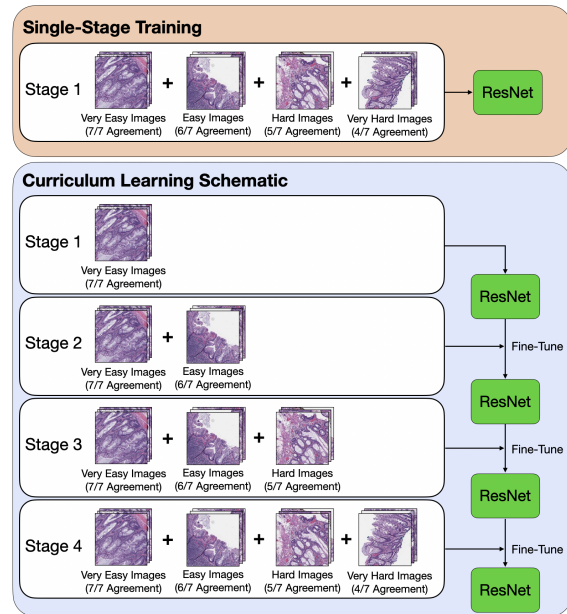 Single-Stage Training
Stage 1
+
+
+
Very Easy Images
(7/7 Agreement)
Easy Images
(6/7 Agreement)
Hard Images
(5/7 Agreement)
Very Hard Images
(4/7 Agreement)
ResNet
Curriculum Learning Schematic
Stage 1
Very Easy Images
(7/7 Agreement)
ResNet
Stage 2
+
Very Easy Images
(7/7 Agreement)
Easy Images
(6/7 Agreement)
Fine-Tune
ResNet
Stage 3
+
+
Very Easy Images
(7/7 Agreement)
Easy Images
(6/7 Agreement)
Hard Images
(5/7 Agreement)
Fine-Tune
ResNet
Stage 4
+
+
+
Very Easy Images
(7/7 Agreement)
Easy Images
(6/7 Agreement)
Hard Images
(5/7 Agreement)
Very Hard Images
(4/7 Agreement)
Fine-Tune
ResNet